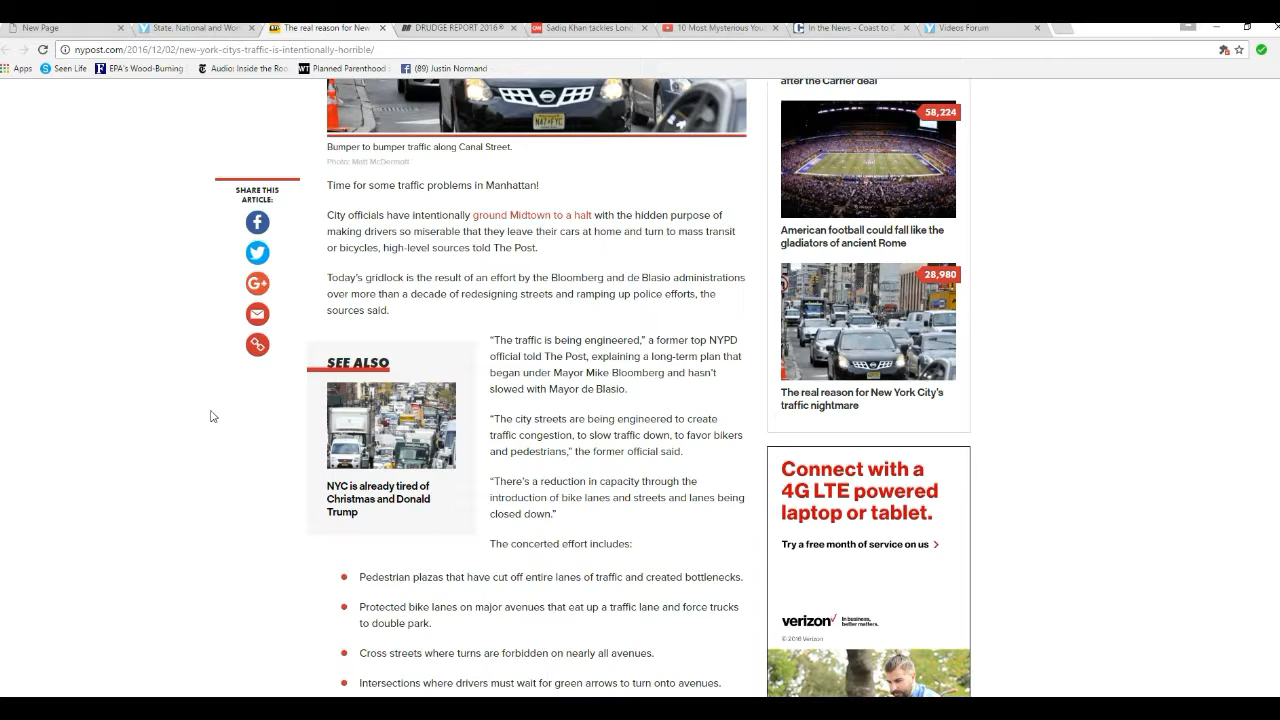 New Page
State, National and Wor
The real reason for New
DRUDGE REPORT 2016®
Sadiq Khan tackles Lond
10 Most Mysterious You
In the News - Coast to C
Videos Forum
nypost.com/2016/12/02/new-york-citys-traffic-is-intentionally-horrible/
Apps
Seen Life
EPA's Wood-Burning
Audio: Inside the Roo
Planned Parenthood
(89) Justin Normand
after the Carrier deal
58,224
Bumper to bumper traffic along Canal Street.
Photo: Matt McDermott
Time for some traffic problems in Manhattan!
SHARE THIS
ARTICLE:
City officials have intentionally ground Midtown to a halt with the hidden purpose of
making drivers so miserable that they leave their cars at home and turn to mass transit
or bicycles, high-level sources told The Post.
Today's gridlock is the result of an effort by the Bloomberg and de Blasio administrations
over more than a decade of redesigning streets and ramping up police efforts, the
sources said.
SEE ALSO
NYC is already tired of
Christmas and Donald
Trump
“The traffic is being engineered,” a former top NYPD
official told The Post, explaining a long-term plan that
began under Mayor Mike Bloomberg and hasn't
slowed with Mayor de Blasio.
“The city streets are being engineered to create
traffic congestion, to slow traffic down, to favor bikers
and pedestrians,” the former official said.
“There's a reduction in capacity through the
introduction of bike lanes and streets and lanes being
closed down.”
The concerted effort includes:
Pedestrian plazas that have cut off entire lanes of traffic and created bottlenecks.
Protected bike lanes on major avenues that eat up a traffic lane and force trucks
to double park.
Cross streets where turns are forbidden on nearly all avenues.
Intersections where drivers must wait for green arrows to turn onto avenues.
American football could fall like the
gladiators of ancient Rome
28,980
The real reason for New York City's
traffic nightmare
Connect with a
4G LTE powered
laptop or tablet.
Try a free month of service on us
verizon
In business,
better matters.
© 2016 Verizon